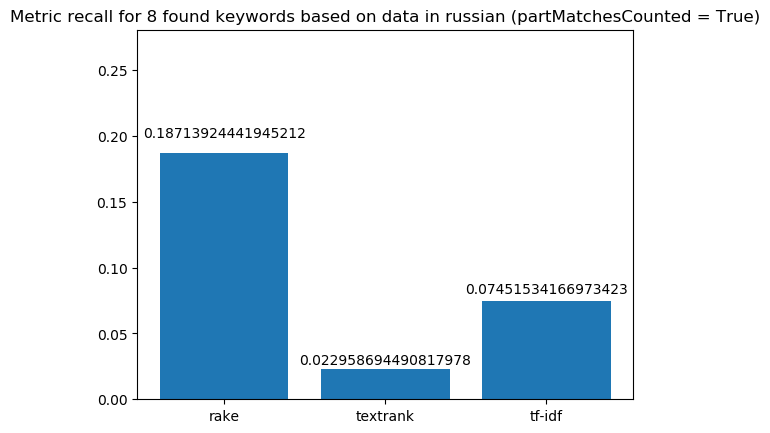 Metric recall for 8 found keywords based on data in russian (partMatchesCounted = True)
0.25
0.20
0.15
0.10
0.05
0.00
0.18713924441945212
0.022958694490817978
0.07451534166973423
rake
textrank
tf-idf